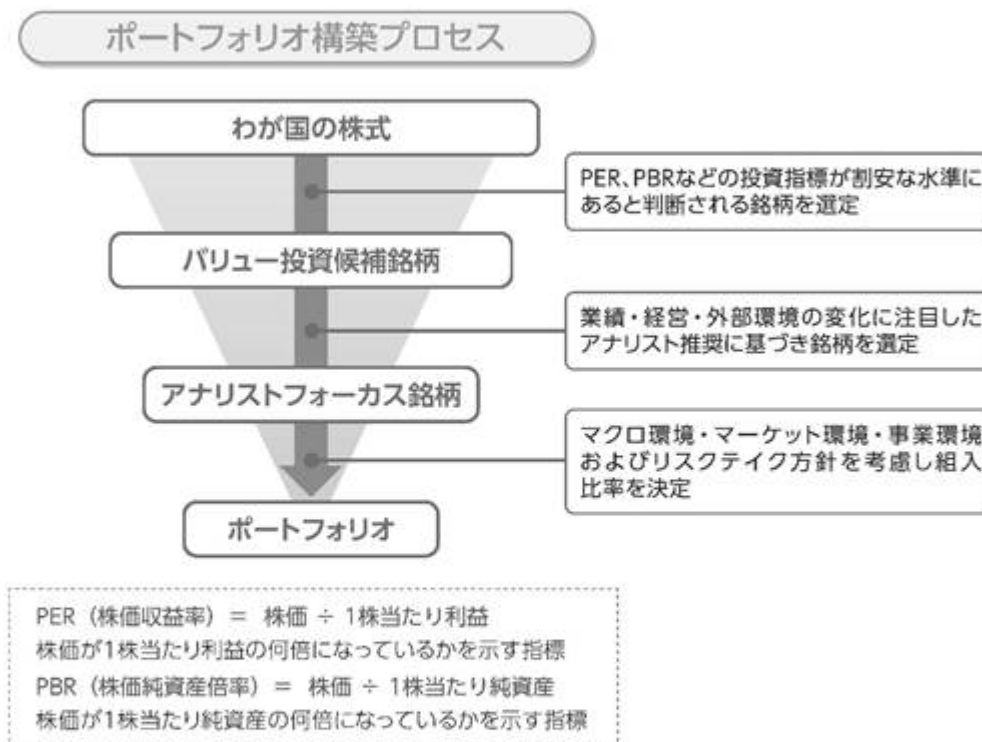 ポートフォリオ構築プロセス
わが国の株式
PER、PBRなどの投資指標が割安な水準に
あると判断される銘柄を選定
バリュー投資候補銘柄
業績・経営・外部環境の変化に注目した
アナリスト推奨に基づき銘柄を選定
アナリストフォーカス銘柄
マクロ環境・マーケット環境・事業環境
およびリスクテイク方針を考慮し組入
比率を決定
ポートフォリオ
PER（株価収益率）＝ 株価 ÷ 1株当たり利益
株価が1株当たり利益の何倍になっているかを示す指標
PBR（株価純資産倍率）＝ 株価 ÷ 1株当たり純資産
株価が1株当たり純資産の何倍になっているかを示す指標